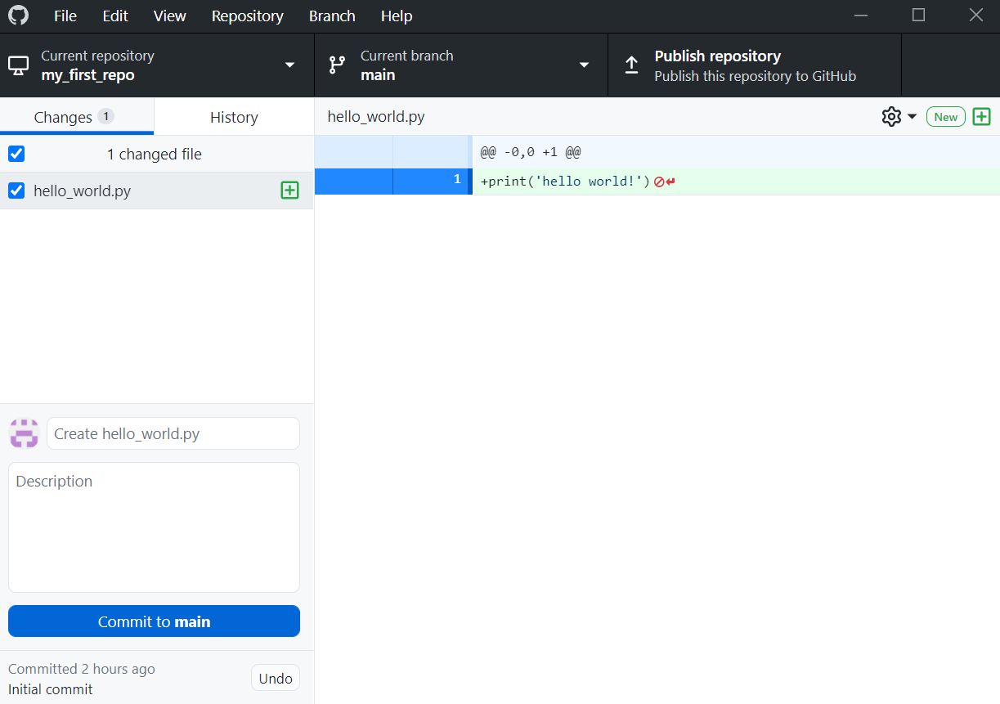 File Edit View Repository Branch Help
Current repository
my_first_repo
Current branch
main
Publish repository
Publish this repository to GitHub
Changes 1
History
hello_world.py
New
1 changed file
hello_world.py
@@ -0,0 +1 @@
1 +print('hello world!')
Create hello_world.py
Description
Commit to main
Committed 2 hours ago
Initial commit
Undo